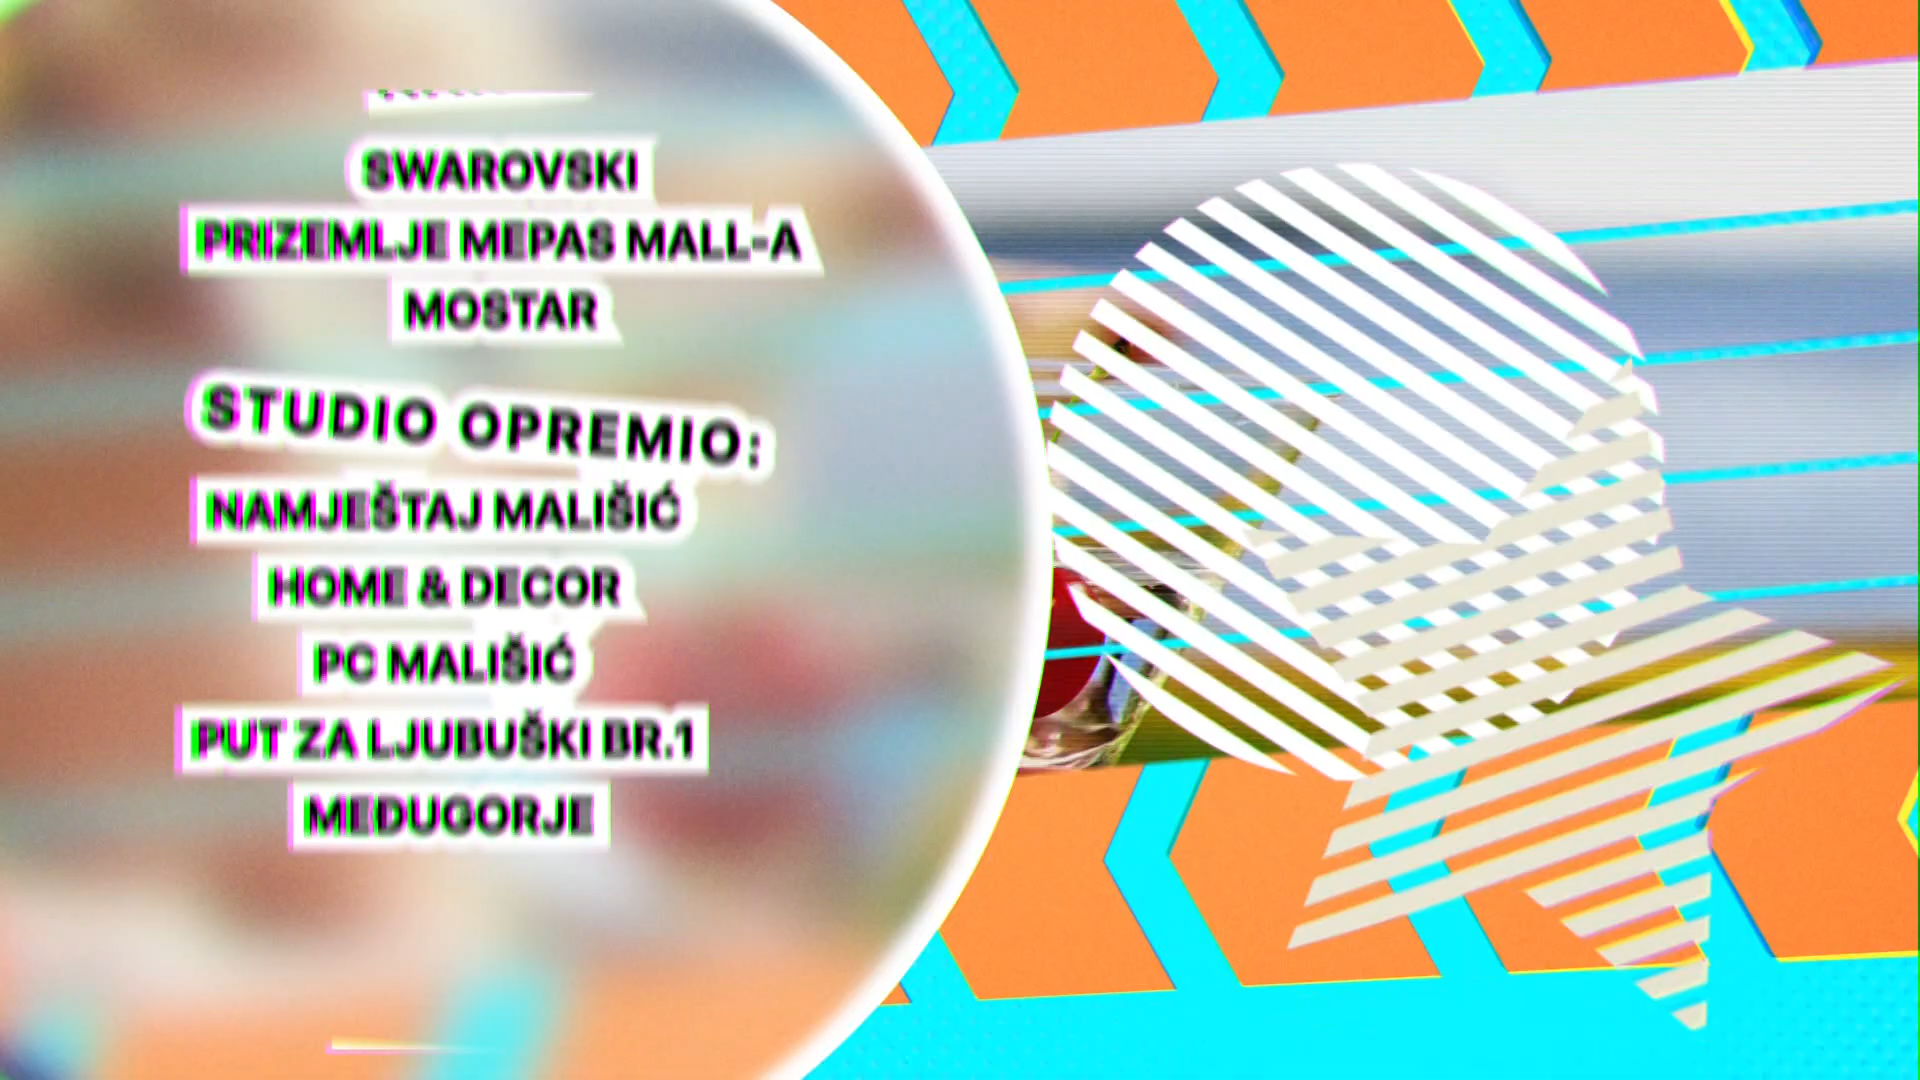 SWAROVSKI
PRIZEMLJE MEPAS MALL-A
MOSTAR
STUDIO OPREMIO:
NAMJEŠTAJ MALIŠIĆ
HOME & DECOR
PC MALIŠIĆ
PUT ZA LJUBUŠKI BR.1
MEĐUGORJE